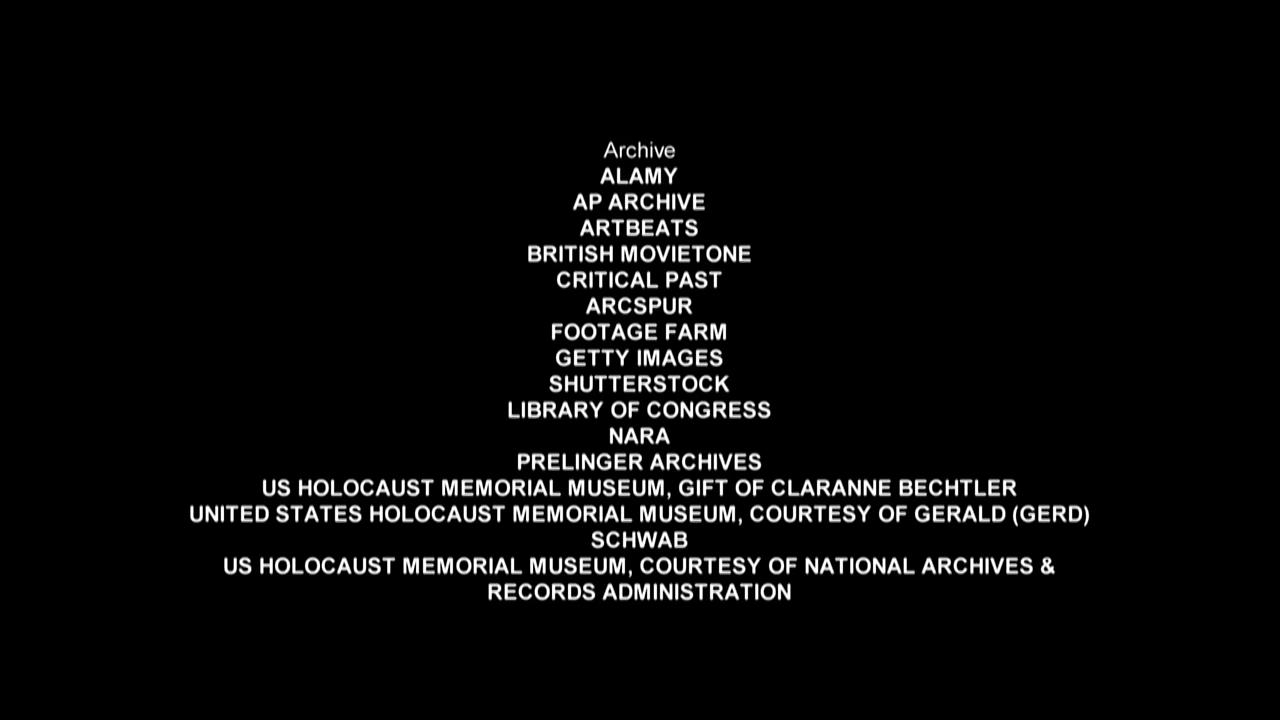 Archive
ALAMY
AP ARCHIVE
ARTBEATS
BRITISH MOVIETONE
CRITICAL PAST
ARCSPUR
FOOTAGE FARM
GETTY IMAGES
SHUTTERSTOCK
LIBRARY OF CONGRESS
NARA
PRELINGER ARCHIVES
US HOLOCAUST MEMORIAL MUSEUM, GIFT OF CLARANNE BECHTLER
UNITED STATES HOLOCAUST MEMORIAL MUSEUM, COURTESY OF GERALD (GERD)
SCHWAB
US HOLOCAUST MEMORIAL MUSEUM, COURTESY OF NATIONAL ARCHIVES &
RECORDS ADMINISTRATION